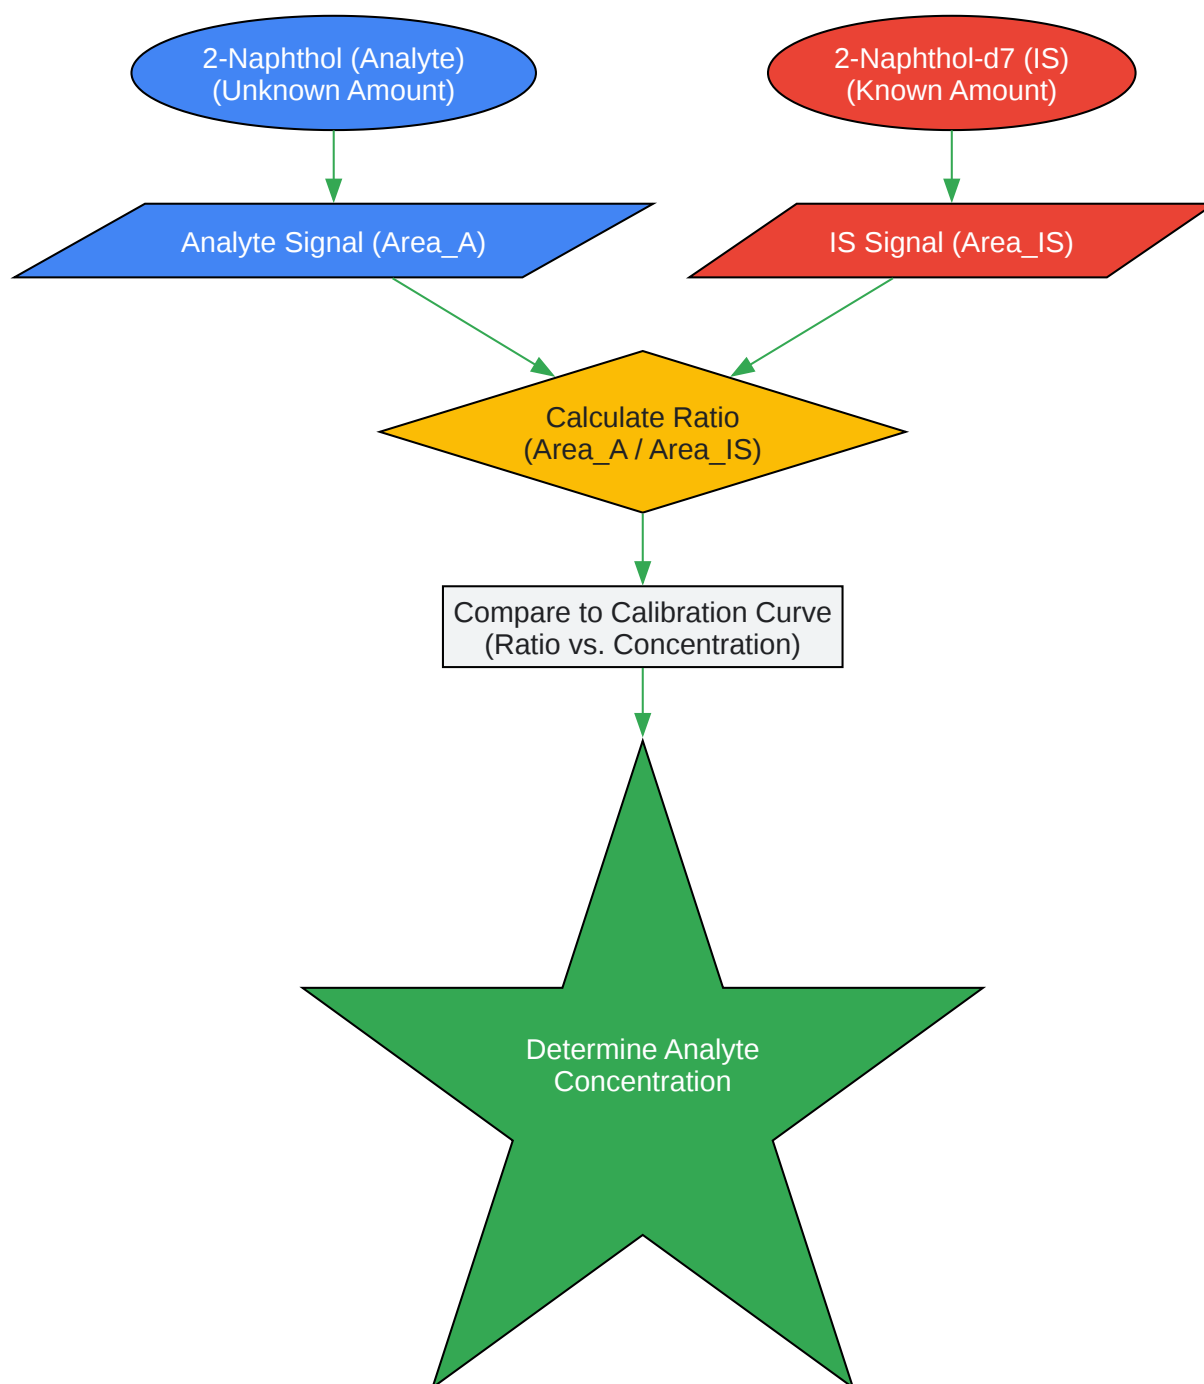 2-Naphthol (Analyte)
(Unknown Amount)
2-Naphthol-d7 (IS)
(Known Amount)
Analyte Signal (Area_A)
IS Signal (Area_IS)
Calculate Ratio
(Area_A / Area_IS)
Compare to Calibration Curve
(Ratio vs. Concentration)
Determine Analyte
Concentration